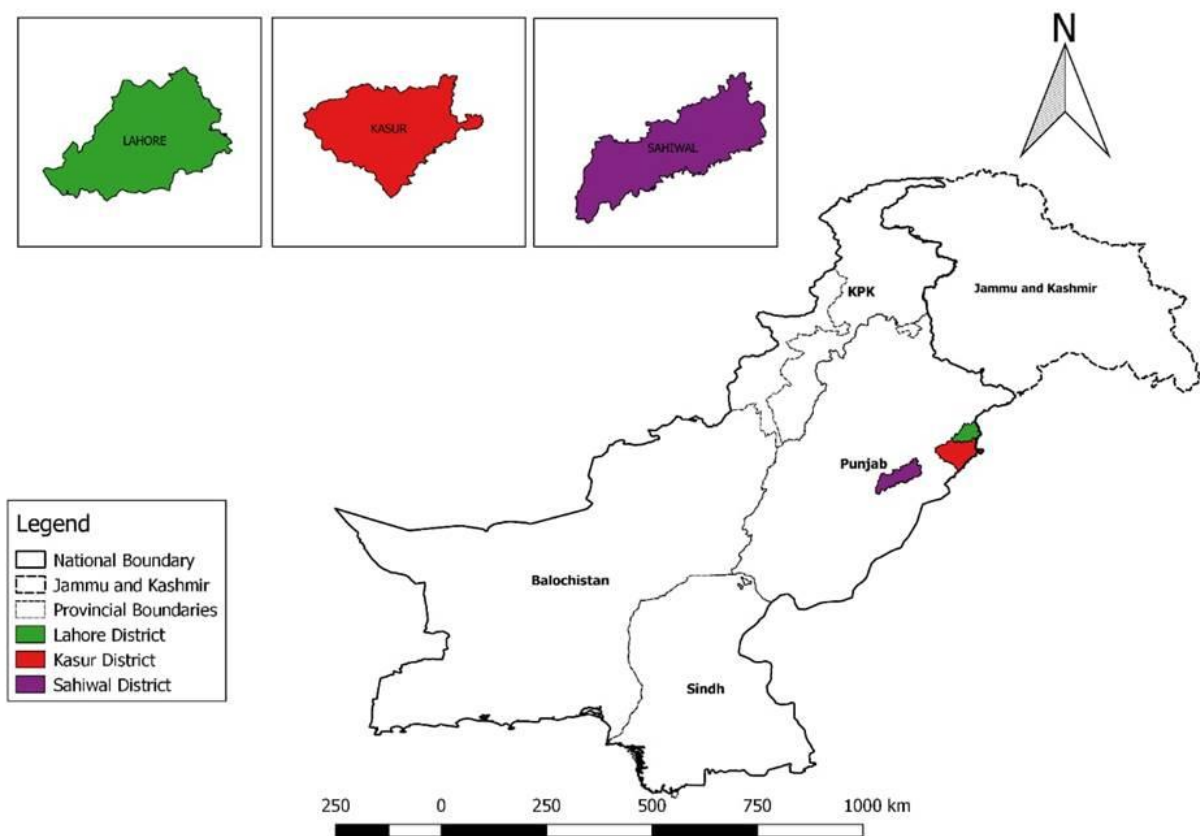 LAHORE
KASUR
SAHIWAL
N
KPK
Jammu and Kashmir
Punjab
Balochistan
Sindh
Legend
National Boundary
Jammu and Kashmir
Provincial Boundaries
Lahore District
Kasur District
Sahiwal District
250 0 250 500 750 1000 km